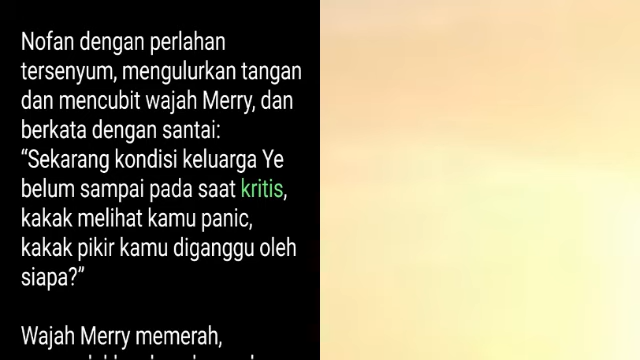 Nofan dengan perlahan
tersenyum, mengulurkan tangan
dan mencubit wajah Merry, dan
berkata dengan santai:
“Sekarang kondisi keluarga Ye
belum sampai pada saat kritis,
kakak melihat kamu panic,
kakak pikir kamu diganggu oleh
siapa?”
Wajah Merry memerah,